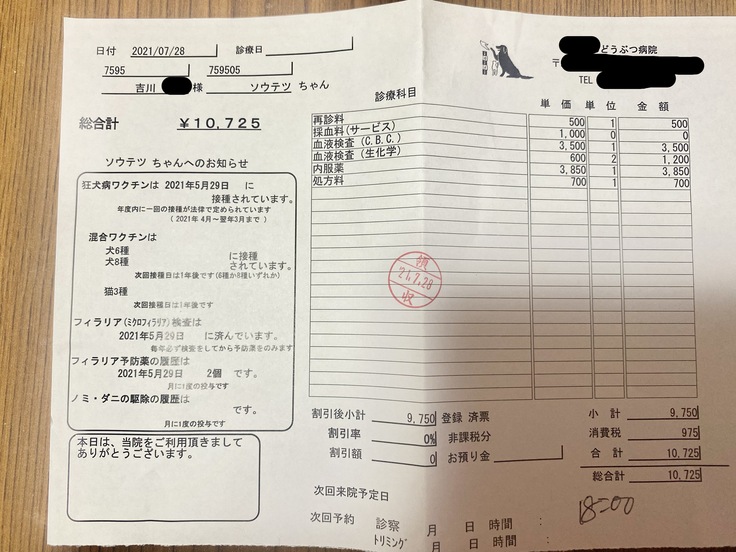 日付 2021/07/28 診療日
7595 759505
吉川 様 ソウテツ ちゃん
総合計 ￥10,725
ソウテツ ちゃんへのお知らせ
狂犬病ワクチンは 2021年5月29日 に
接種されています。
年度内に一回の接種が法律で定められています
(2021年 4月～翌年3月まで)
混合ワクチンは
犬6種
犬8種
に接種
されています。
次回接種日は1年後です(6種か8種いずれか)
猫3種
次回接種日は1年後です
フィラリア(ミクロフィラリア)検査は
2021年5月29日 に済んでいます。
毎年必ず検査をしてから予防薬をのみます
フィラリア予防薬の履歴は
2021年5月29日 2個 です。
月に1度の投与です
ノミ・ダニの駆除の履歴は
です。
月に1度の投与です
本日は、当院をご利用頂きまして
ありがとうございます。
どうぶつ病院
〒
TEL
診療科目 単価 単位 金額
再診料 500 1 500
採血料(サービス) 1,000 0 0
血液検査(C.B.C.) 3,500 1 3,500
血液検査(生化学) 600 2 1,200
内服薬 3,850 1 3,850
処方料 700 1 700
領
'21.7.28
収
割引後小計 9,750 登録 済票 小計 9,750
割引率 0% 非課税分 消費税 975
割引額 0 お預り金 合計 10,725
総合計 10,725
次回来院予定日
18:00
次回予約 診察 月 日 時間 :
トリミング 月 日 時間 :